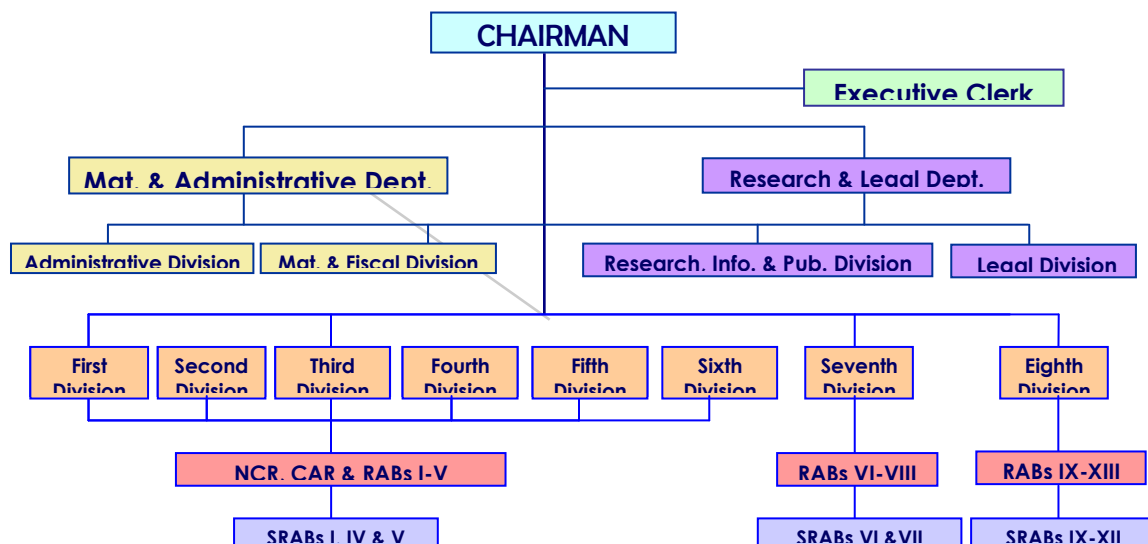 CHAIRMAN
Executive Clerk
Mgt. & Administrative Dept.
Research & Legal Dept.
Administrative Division
Mgt. & Fiscal Division
Research, Info. & Pub. Division
Legal Division
First
Division
Second
Division
Third
Division
Fourth
Division
Fifth
Division
Sixth
Division
Seventh
Division
Eighth
Division
NCR, CAR & RABs I-V
RABs VI-VIII
RABs IX-XIII
SRABs I, IV & V
SRABs VI &VII
SRABs IX-XII